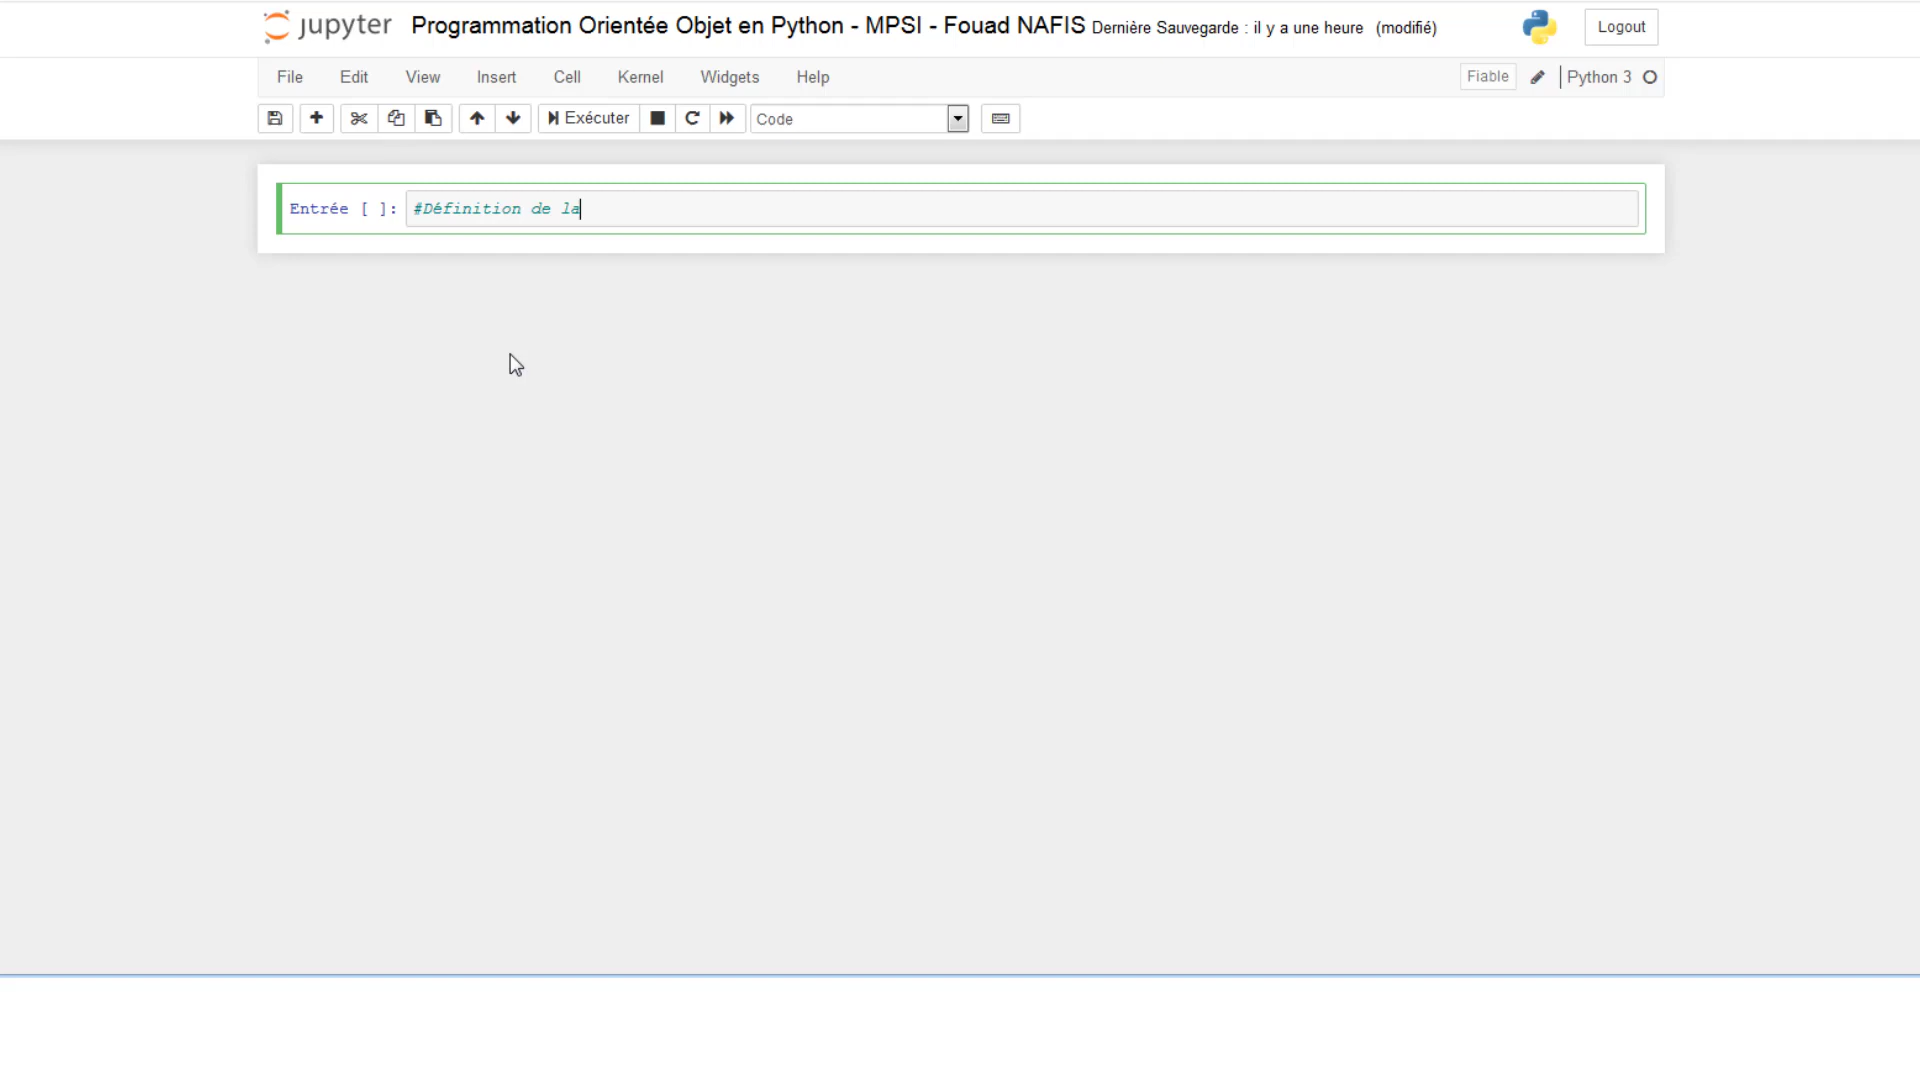 jupyter Programmation Orientée Objet en Python - MPSI - Fouad NAFIS Dernière Sauvegarde : il y a une heure (modifié) Logout
File Edit View Insert Cell Kernel Widgets Help Fiable Python 3
Exécuter Code
Entrée [ ]: #Définition de la